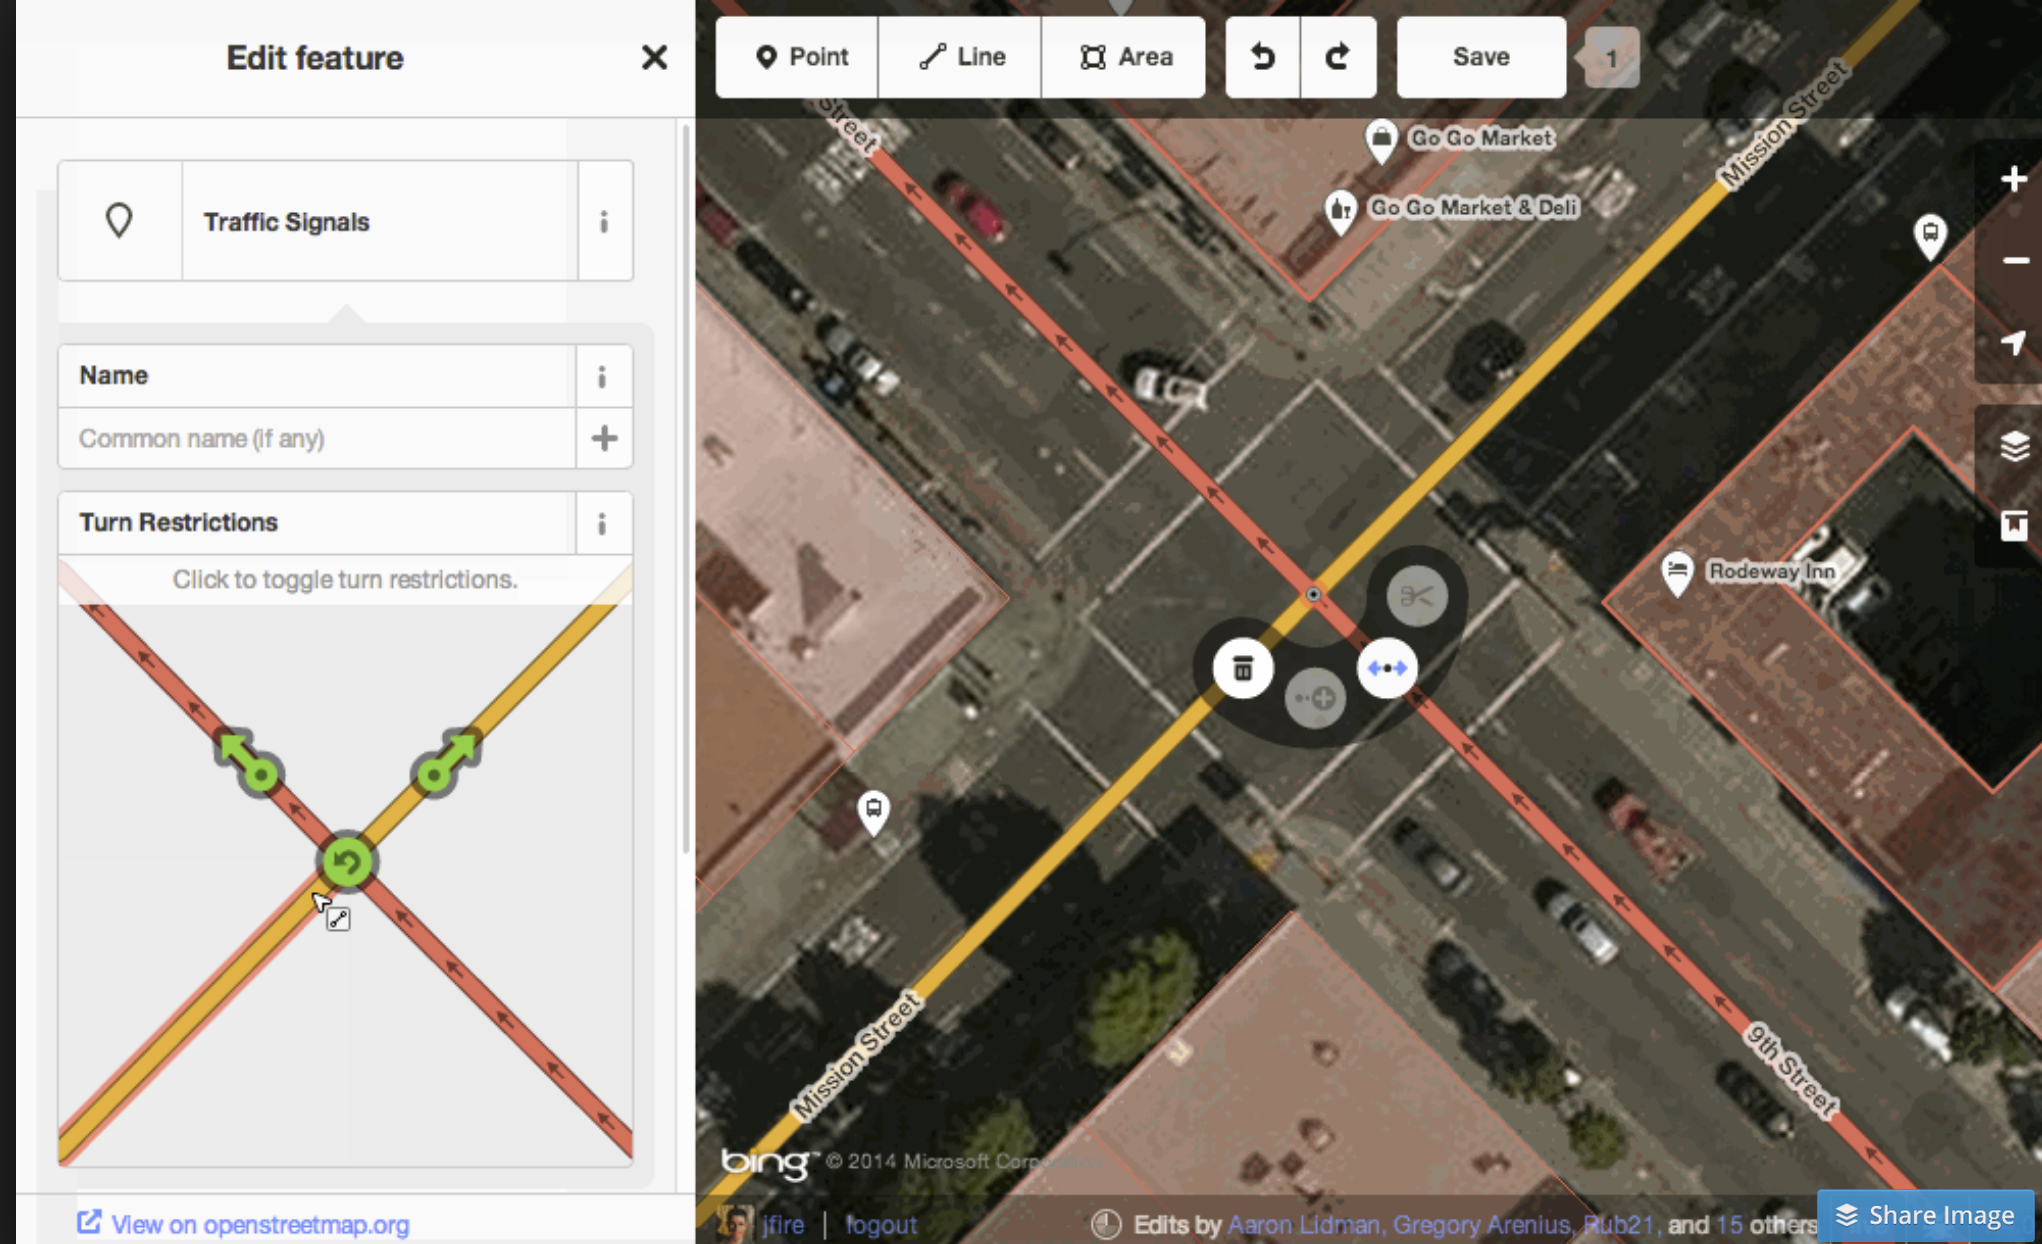 Edit feature
Traffic Signals
Name
Common name (if any)
Turn Restrictions
Click to toggle turn restrictions.
View on openstreetmap.org
Point
Line
Area
Save
1
Street
Mission Street
Go Go Market
Go Go Market & Deli
Rodeway Inn
Mission Street
9th Street
bing
© 2014 Microsoft Corporation
jfire | logout
Edits by Aaron Lidman, Gregory Arenius, Rub21, and 15 others
Share Image